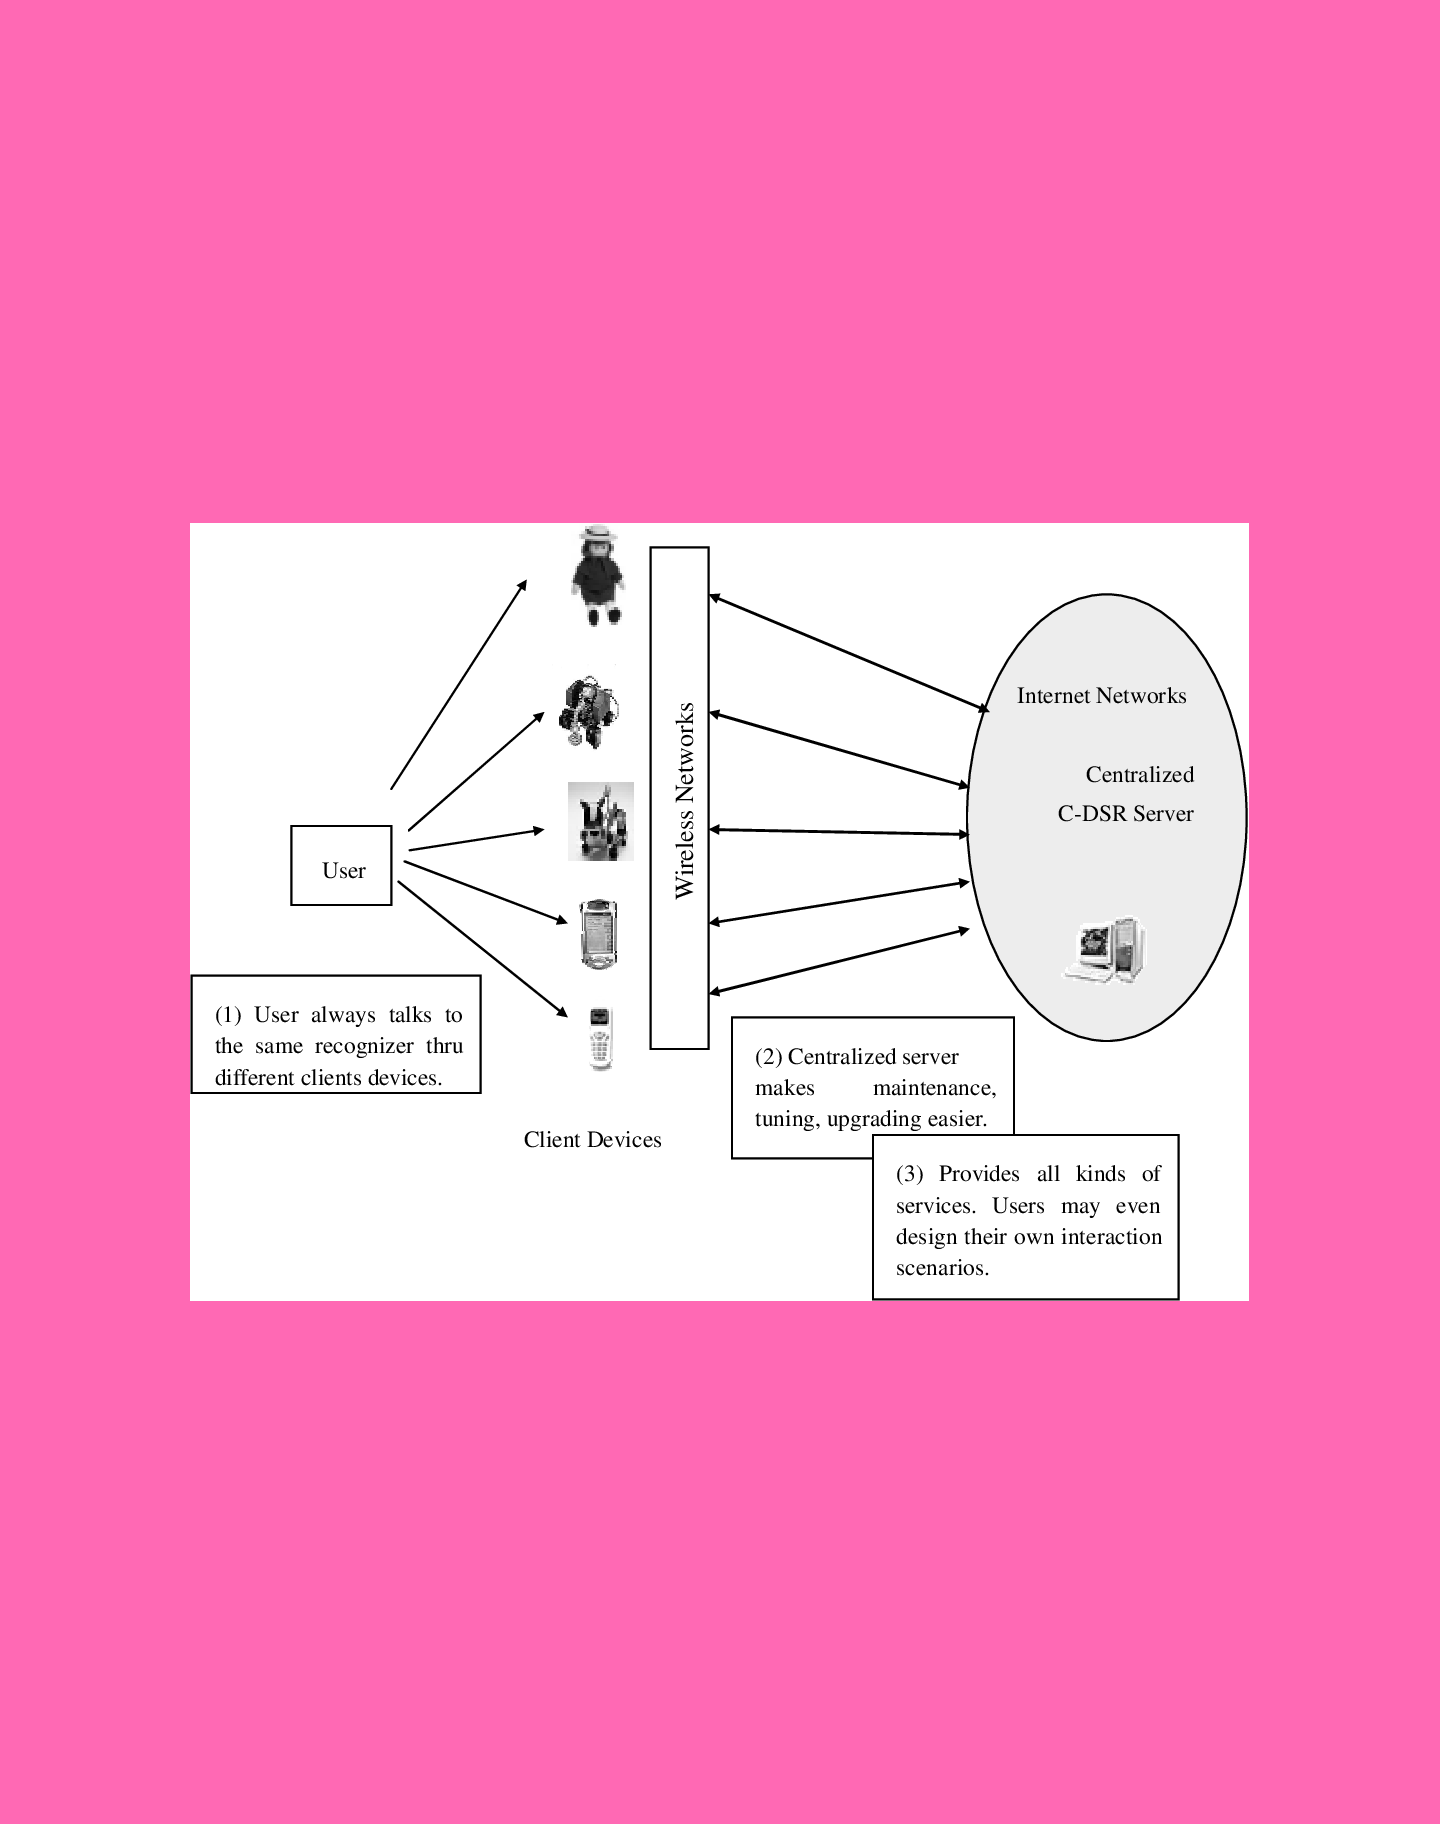 Internet Networks
Centralized
C-DSR Server
Wireless Networks
User
(1) User always talks to
the same recognizer thru
different clients devices.
(2) Centralized server
makes maintenance,
tuning, upgrading easier.
Client Devices
(3) Provides all kinds of
services. Users may even
design their own interaction
scenarios.